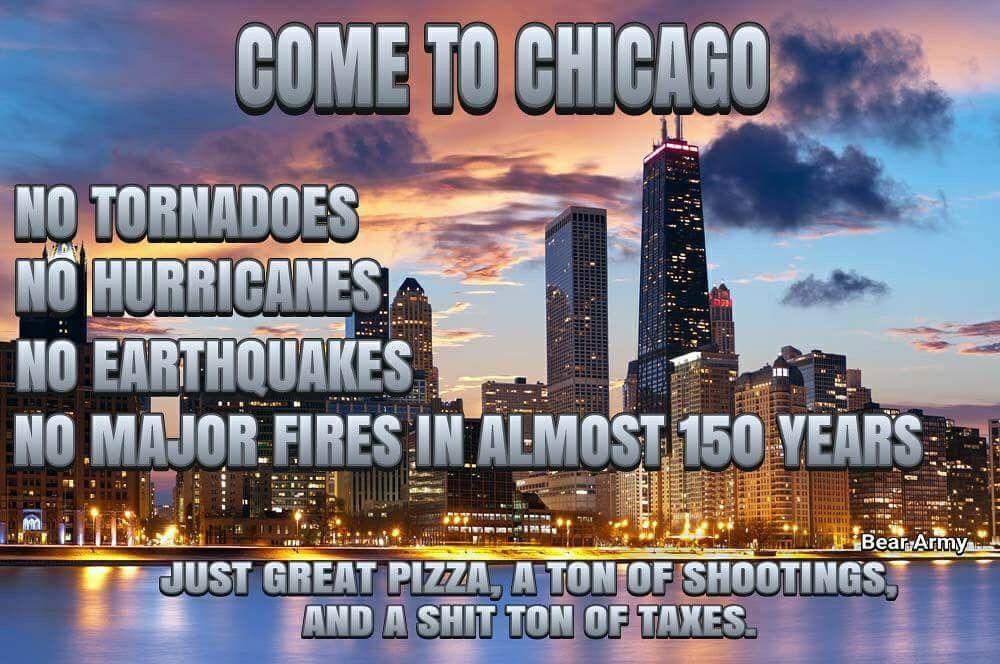 COME TO CHICAGO
NO TORNADOES
NO HURRICANES
NO EARTHQUAKES
NO MAJOR FIRES IN ALMOST 150 YEARS
Bear Army
JUST GREAT PIZZA, A TON OF SHOOTINGS,
AND A SHIT TON OF TAXES.